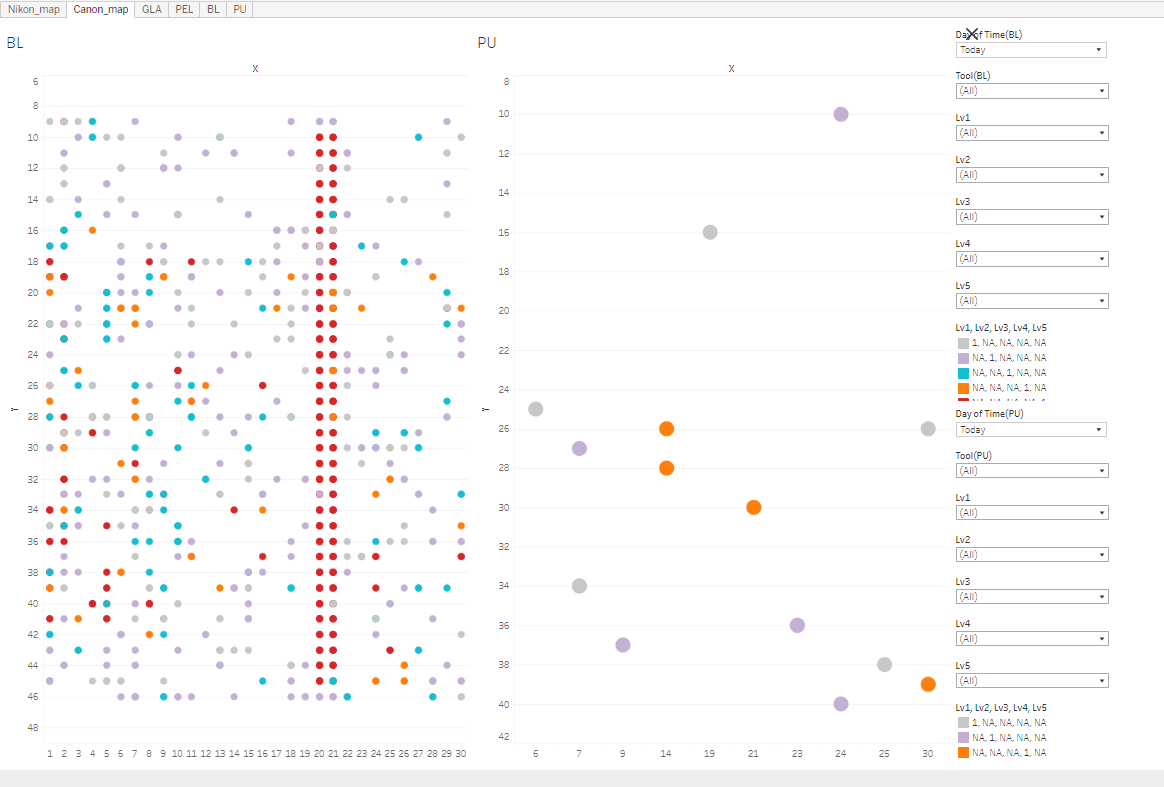 Nikon_map Canon_map GLA PEL BL PU
BL
X
6
8
10
12
14
16
18
20
22
24
26
28
30
32
34
36
38
40
42
44
46
48
Y
1 2 3 4 5 6 7 8 9 10 11 12 13 14 15 16 17 18 19 20 21 22 23 24 25 26 27 28 29 30
PU
X
8
10
12
14
15
18
20
22
24
26
28
30
32
34
36
38
40
42
Y
6 7 9 14 19 21 23 24 25 30
Day of Time(BL)
Today
Tool(BL)
(All)
Lv1
(All)
Lv2
(All)
Lv3
(All)
Lv4
(All)
Lv5
(All)
Lv1, Lv2, Lv3, Lv4, Lv5
1, NA, NA, NA, NA
NA, 1, NA, NA, NA
NA, NA, 1, NA, NA
NA, NA, NA, 1, NA
NA, NA, NA, NA, 1
Day of Time(PU)
Today
Tool(PU)
(All)
Lv1
(All)
Lv2
(All)
Lv3
(All)
Lv4
(All)
Lv5
(All)
Lv1, Lv2, Lv3, Lv4, Lv5
1, NA, NA, NA, NA
NA, 1, NA, NA, NA
NA, NA, NA, 1, NA